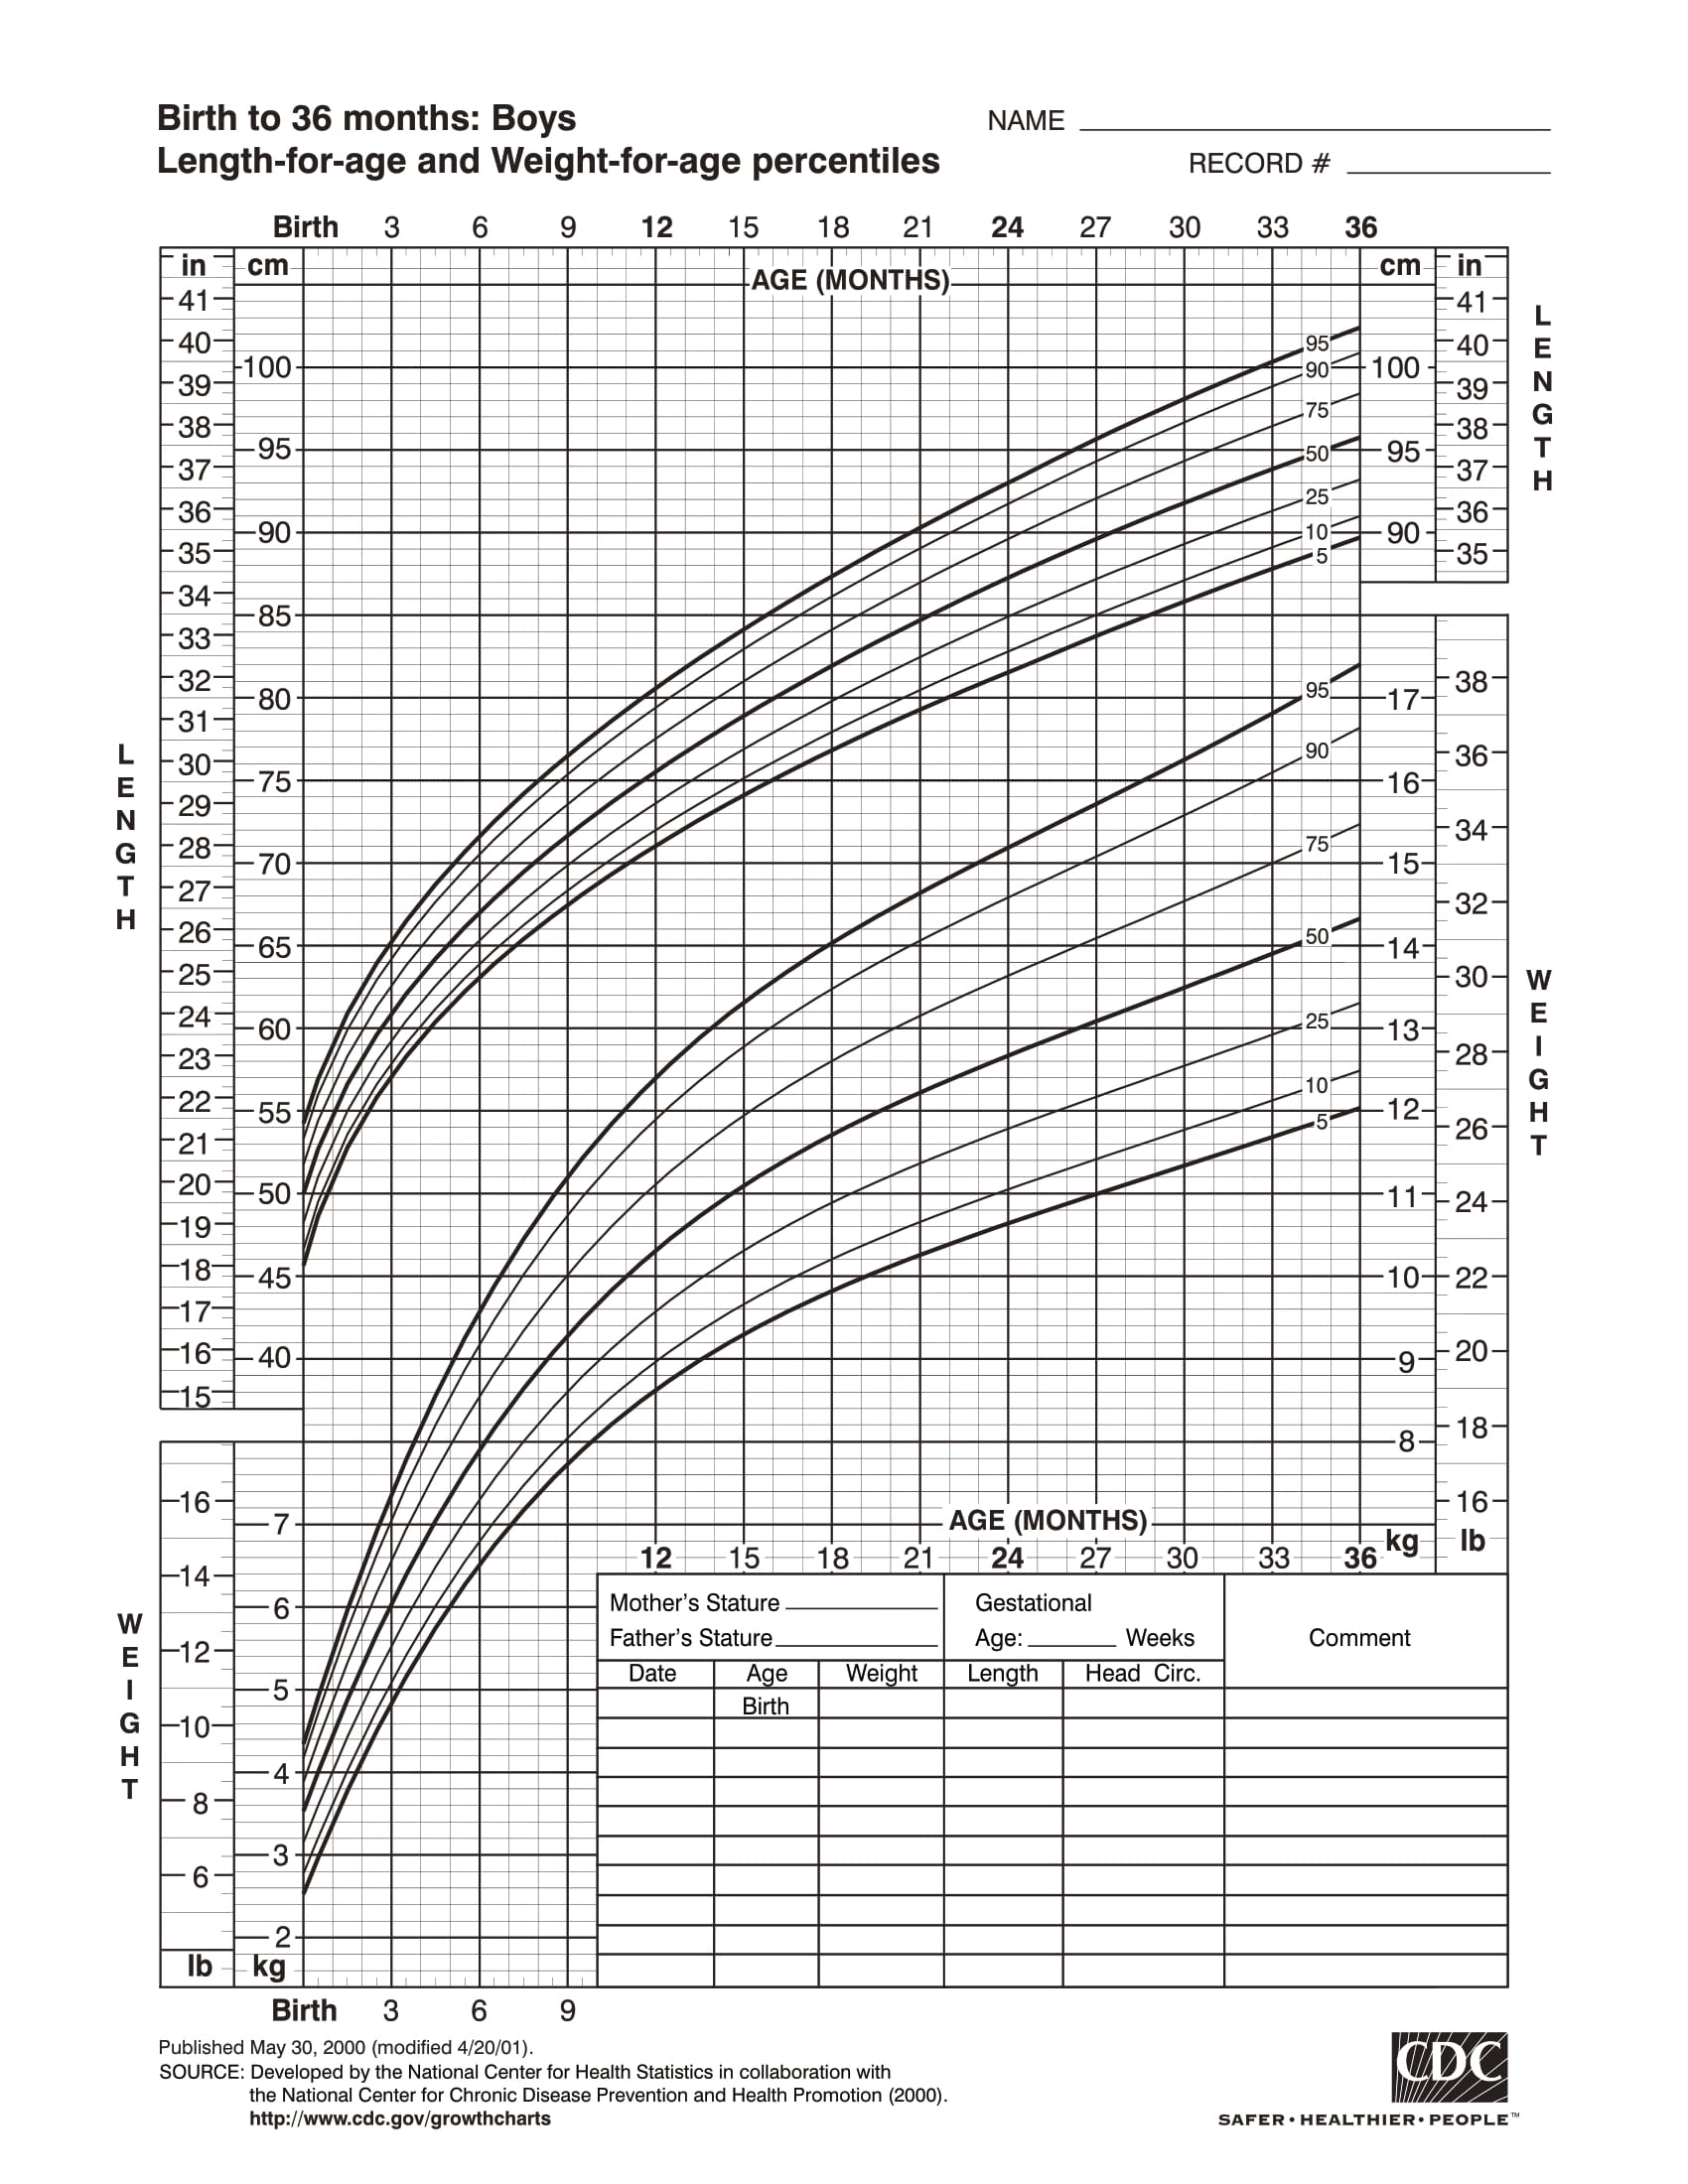 Birth to 36 months: Boys
NAME
Length-for-age and Weight-for-age percentiles
RECORD #
Birth 3 6 9 12 15 18 21 24 27 30 33 36
in cm AGE (MONTHS) cm in
41 41
40 40
100 100
39 39
38 38
95 95
37 37
36 36
90 90
35 35
34
85
33
32
80
31
30
75
29
28
70
27
26
65
25
24
60
23
22
55
21
20
50
19
18
45
17
16
40
15
LENGTH
LENGTH
95
90
75
50
25
10
5
95
90
75
50
25
10
5
17 38
16 36
15 34
32
14
30
13
28
12
26
11 24
10 22
9 20
8 18
16
kg lb
WEIGHT
16
7
14
6
12
5
10
4
8
3
6
2
lb kg
WEIGHT
AGE (MONTHS)
12 15 18 21 24 27 30 33 36
Mother’s Stature
Father’s Stature
Gestational
Age: Weeks
Comment
Date Age Weight Length Head Circ.
Birth
Birth 3 6 9
Published May 30, 2000 (modified 4/20/01).
SOURCE: Developed by the National Center for Health Statistics in collaboration with
the National Center for Chronic Disease Prevention and Health Promotion (2000).
http://www.cdc.gov/growthcharts
CDC
SAFER • HEALTHIER • PEOPLE™